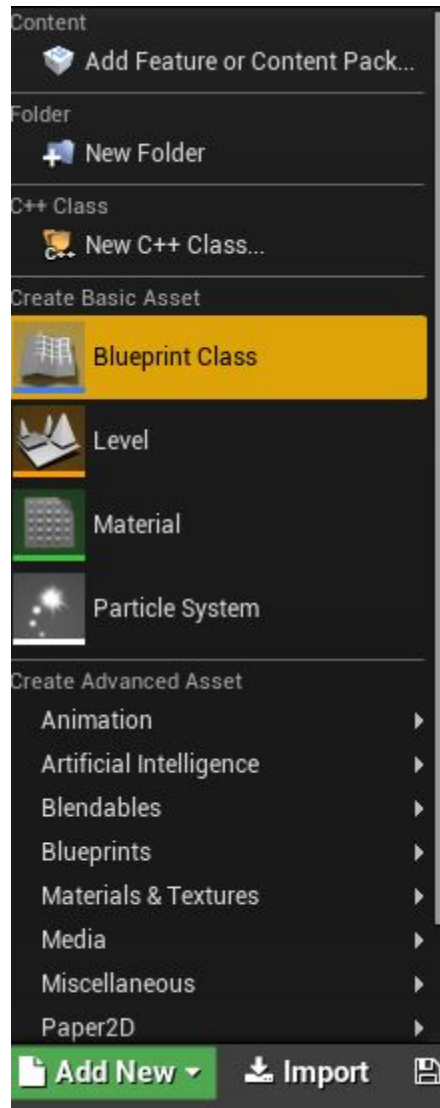 Content
Add Feature or Content Pack...
Folder
New Folder
C++ Class
C++
New C++ Class...
Create Basic Asset
Blueprint Class
Level
Material
Particle System
Create Advanced Asset
Animation
Artificial Intelligence
Blendables
Blueprints
Materials & Textures
Media
Miscellaneous
Paper2D
Add New Import